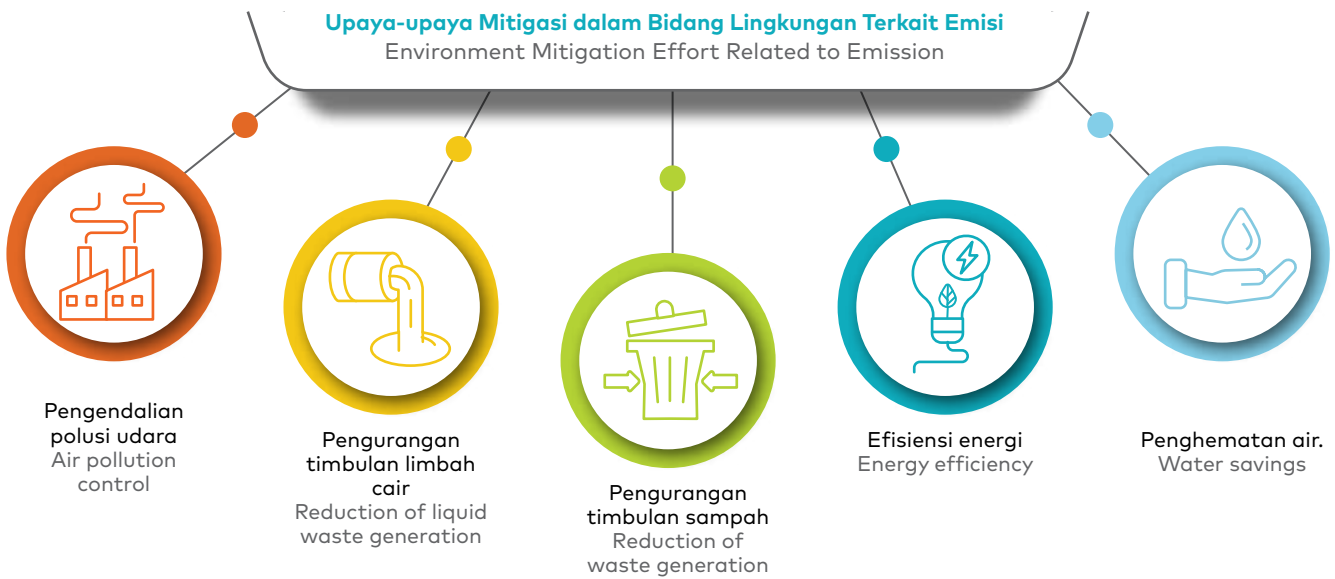 Upaya-upaya Mitigasi dalam Bidang Lingkungan Terkait Emisi
Environment Mitigation Effort Related to Emission
Pengendalian
polusi udara
Air pollution
control
Pengurangan
timbulan limbah
cair
Reduction of liquid
waste generation
Pengurangan
timbulan sampah
Reduction of
waste generation
Efisiensi energi
Energy efficiency
Penghematan air.
Water savings